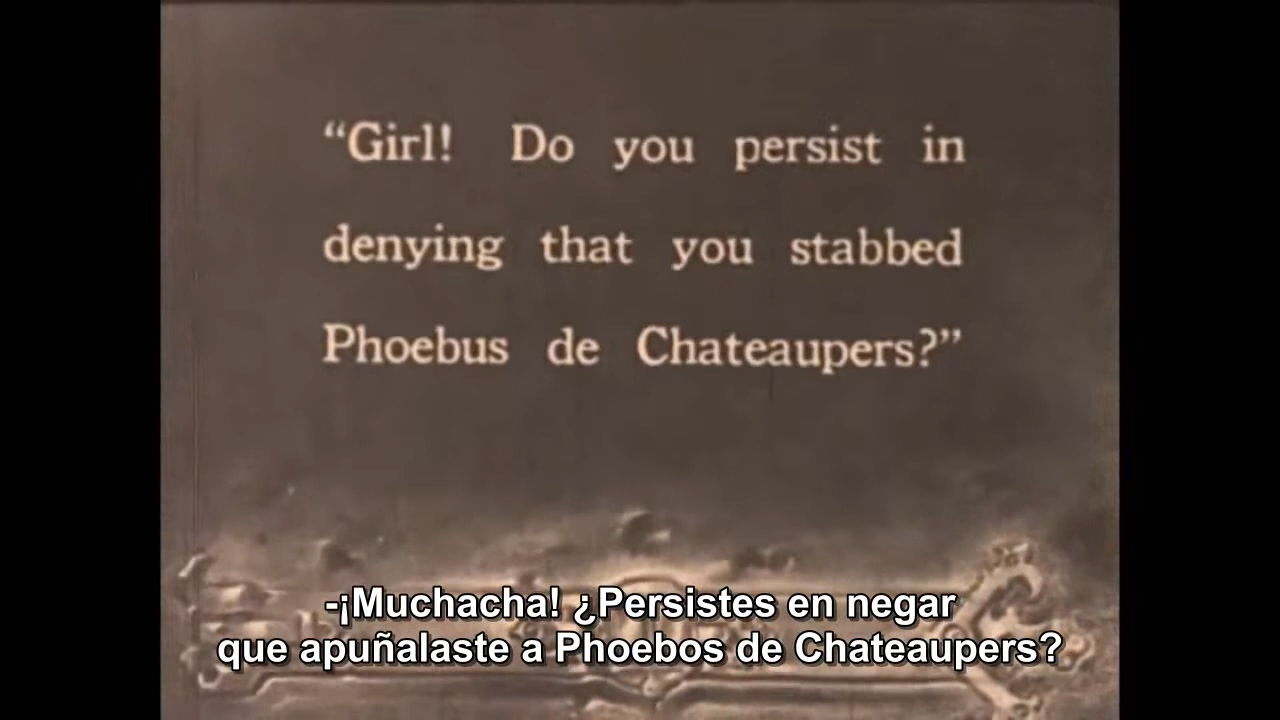 “Girl! Do you persist in
denying that you stabbed
Phoebus de Chateaupers?”
-¡Muchacha! ¿Persistes en negar
que apuñalaste a Phoebos de Chateaupers?